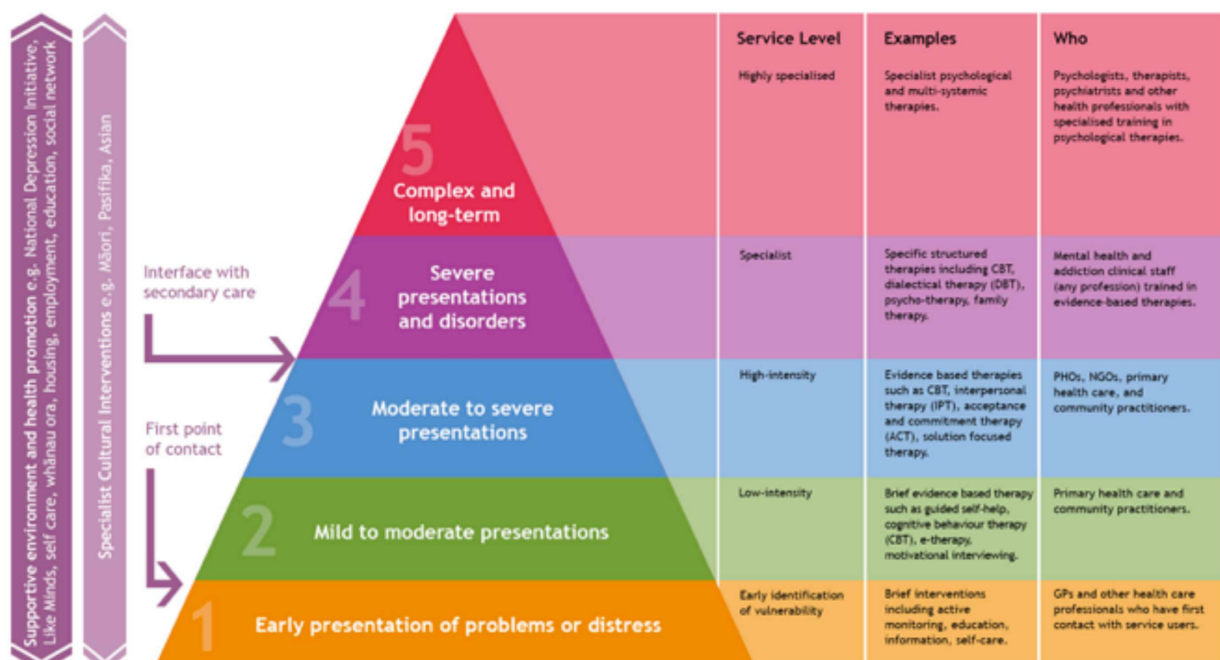 Supportive environment and health promotion e.g. National Depression Initiative,
Like Minds, self care, whānau ora, housing, employment, education, social network
Specialist Cultural Interventions e.g. Māori, Pasifika, Asian
Interface with
secondary care
First point
of contact
Service Level
Examples
Who
5
Complex and
long-term
Highly specialised
Specialist psychological
and multi-systemic
therapies.
Psychologists, therapists,
psychiatrists and other
health professionals with
specialised training in
psychological therapies.
4
Severe
presentations
and disorders
Specialist
Specific structured
therapies including CBT,
dialectical therapy (DBT),
psycho-therapy, family
therapy.
Mental health and
addiction clinical staff
(any profession) trained in
evidence-based therapies.
3
Moderate to severe
presentations
High-intensity
Evidence based therapies
such as CBT, interpersonal
therapy (IPT), acceptance
and commitment therapy
(ACT), solution focused
therapy.
PHOs, NGOs, primary
health care, and
community practitioners.
2
Mild to moderate presentations
Low-intensity
Brief evidence based therapy
such as guided self-help,
cognitive behaviour therapy
(CBT), e-therapy,
motivational interviewing.
Primary health care and
community practitioners.
1
Early presentation of problems or distress
Early identification
of vulnerability
Brief interventions
including active
monitoring, education,
information, self-care.
GPs and other health care
professionals who have first
contact with service users.